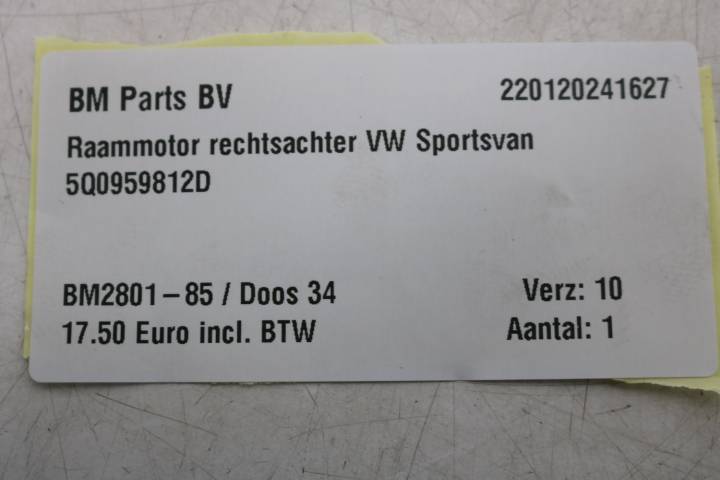 BM Parts BV 220120241627
Raammotor rechtsachter VW Sportsvan
5Q0959812D
BM2801-85 / Doos 34 Verz: 10
17.50 Euro incl. BTW Aantal: 1